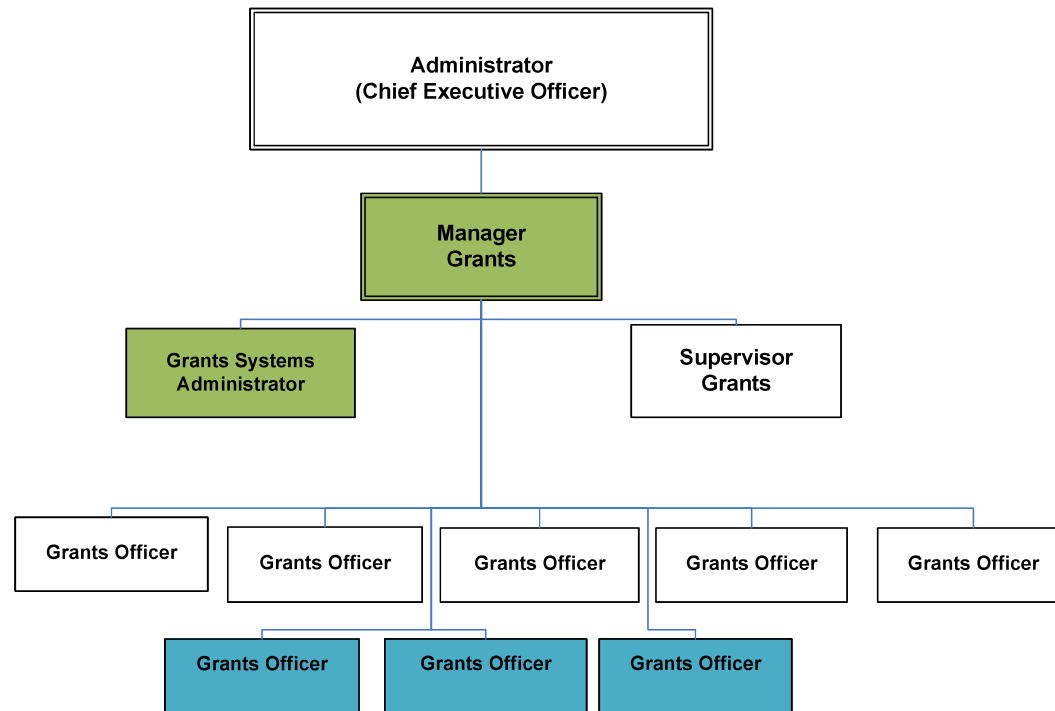 Administrator
(Chief Executive Officer)
Manager
Grants
Grants Systems
Administrator
Supervisor
Grants
Grants Officer
Grants Officer
Grants Officer
Grants Officer
Grants Officer
Grants Officer
Grants Officer
Grants Officer